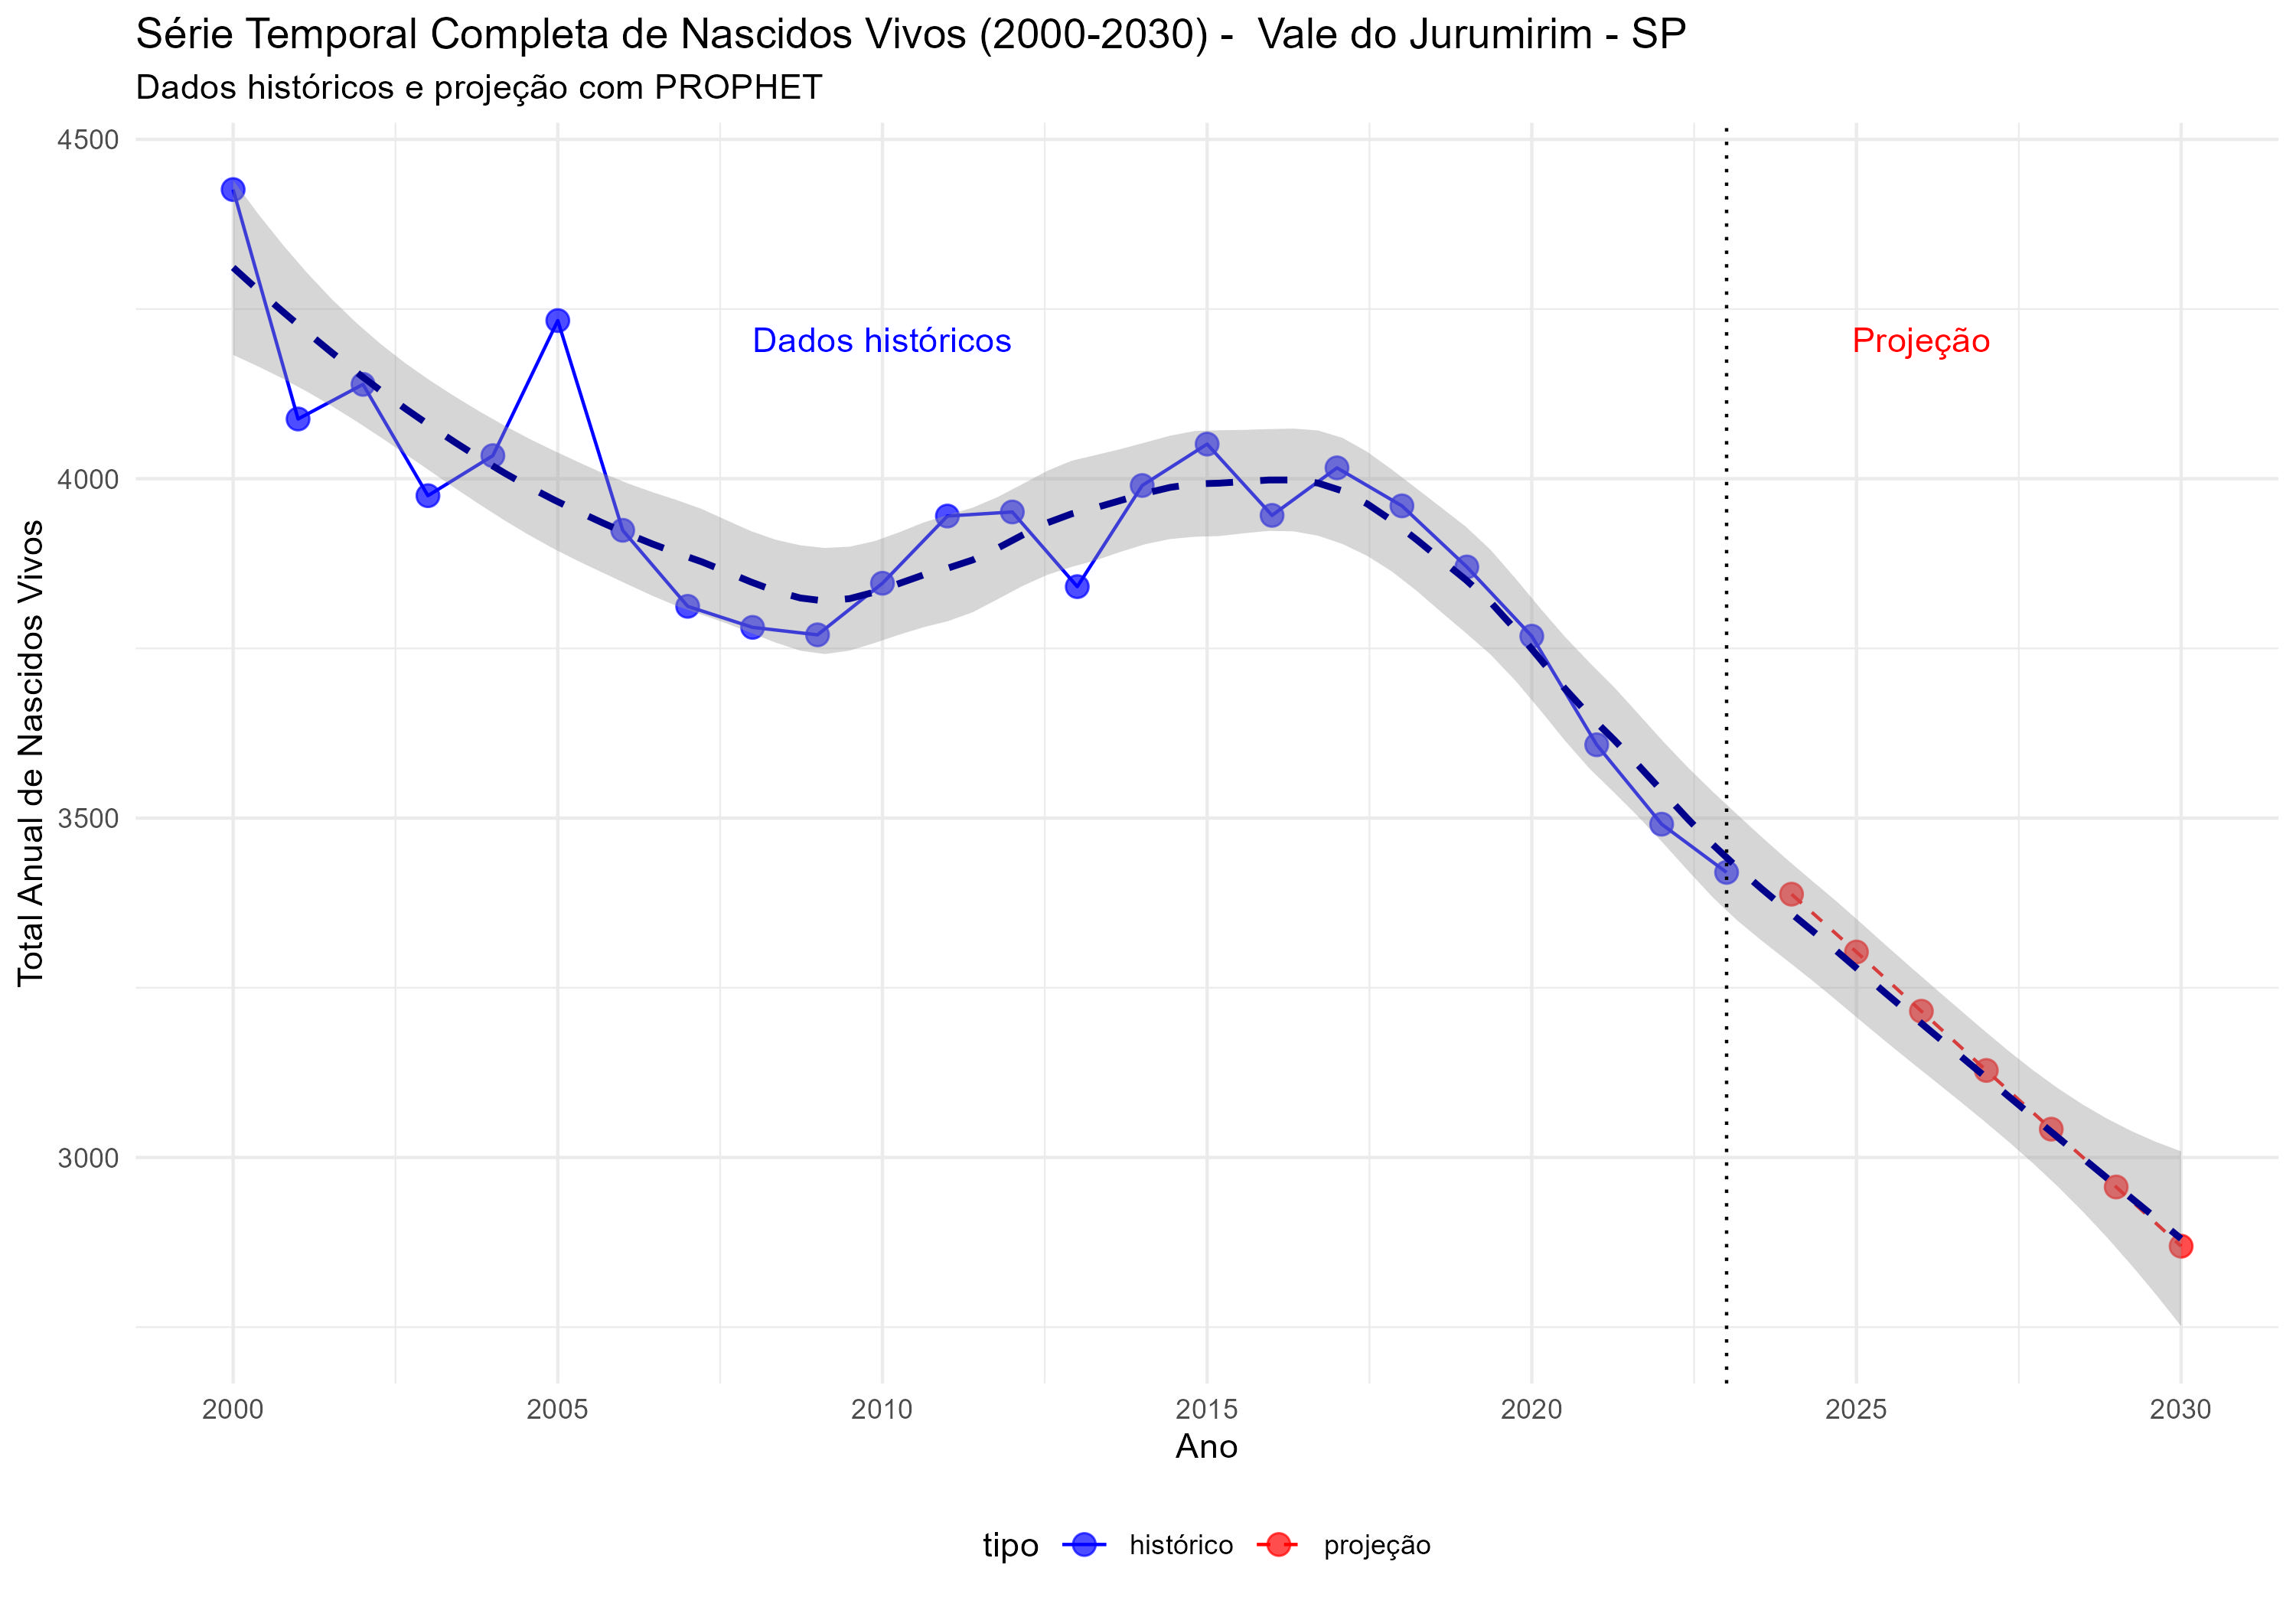 Série Temporal Completa de Nascidos Vivos (2000-2030) -  Vale do Jurumirim - SP
Dados históricos e projeção com PROPHET
Total Anual de Nascidos Vivos
4500
4000
3500
3000
Dados históricos
Projeção
2000
2005
2010
2015
2020
2025
2030
Ano
tipo
histórico
projeção